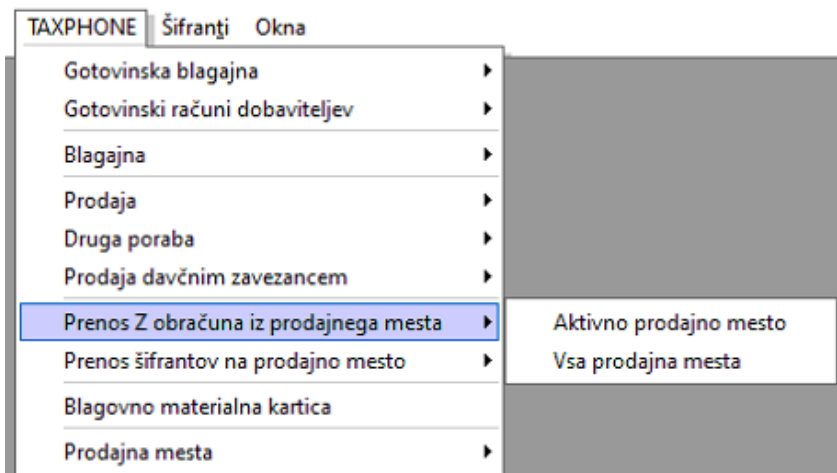 TAXPHONE Šifranti Okna
Gotovinska blagajna
Gotovinski računi dobaviteljev
Blagajna
Prodaja
Druga poraba
Prodaja davčnim zavezancem
Prenos Z obračuna iz prodajnega mesta
Aktivno prodajno mesto
Prenos šifrantov na prodajno mesto
Vsa prodajna mesta
Blagovno materialna kartica
Prodajna mesta